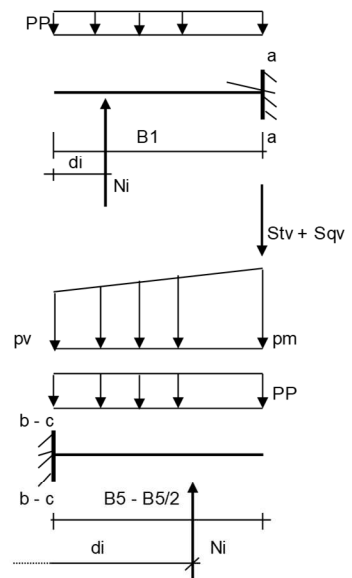 PP
a
B1
a
di
Ni
Stv + Sqv
pv
pm
PP
b - c
b - c
B5 - B5/2
di
Ni